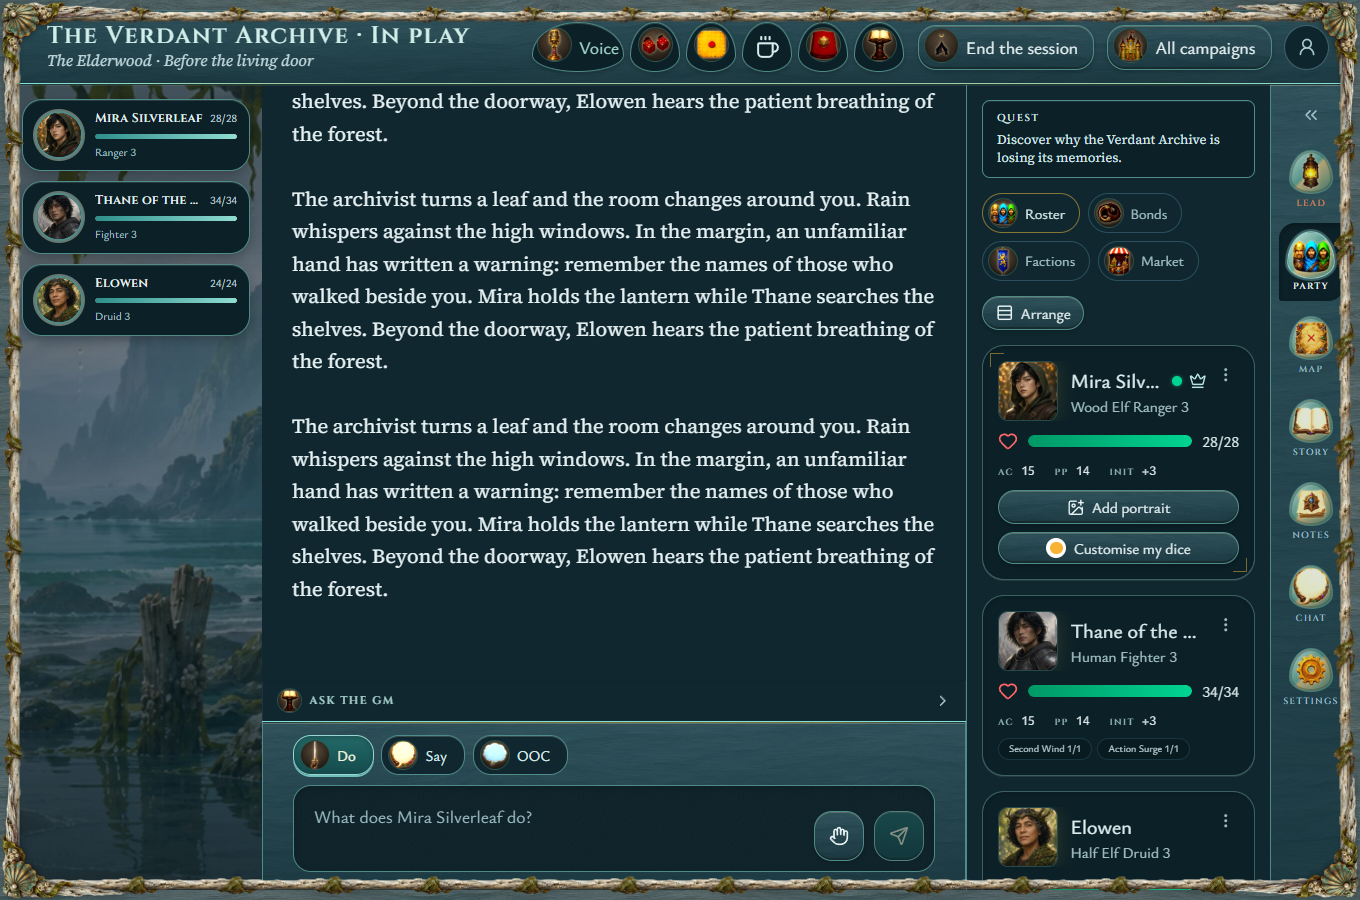 The Verdant Archive · In play
The Elderwood · Before the living door
Voice
End the session
All campaigns
Mira Silverleaf 28/28
Ranger 3
Thane of the ... 34/34
Fighter 3
Elowen 24/24
Druid 3
shelves. Beyond the doorway, Elowen hears the patient breathing of
the forest.
The archivist turns a leaf and the room changes around you. Rain
whispers against the high windows. In the margin, an unfamiliar
hand has written a warning: remember the names of those who
walked beside you. Mira holds the lantern while Thane searches the
shelves. Beyond the doorway, Elowen hears the patient breathing of
the forest.
The archivist turns a leaf and the room changes around you. Rain
whispers against the high windows. In the margin, an unfamiliar
hand has written a warning: remember the names of those who
walked beside you. Mira holds the lantern while Thane searches the
shelves. Beyond the doorway, Elowen hears the patient breathing of
the forest.
ASK THE GM
Do
Say
OOC
What does Mira Silverleaf do?
QUEST
Discover why the Verdant Archive is
losing its memories.
Roster
Bonds
Factions
Market
Arrange
Mira Silv...
Wood Elf Ranger 3
28/28
AC 15 PP 14 INIT +3
Add portrait
Customise my dice
Thane of the ...
Human Fighter 3
34/34
AC 15 PP 14 INIT +3
Second Wind 1/1
Action Surge 1/1
Elowen
Half Elf Druid 3
LEAD
PARTY
MAP
STORY
NOTES
CHAT
SETTINGS